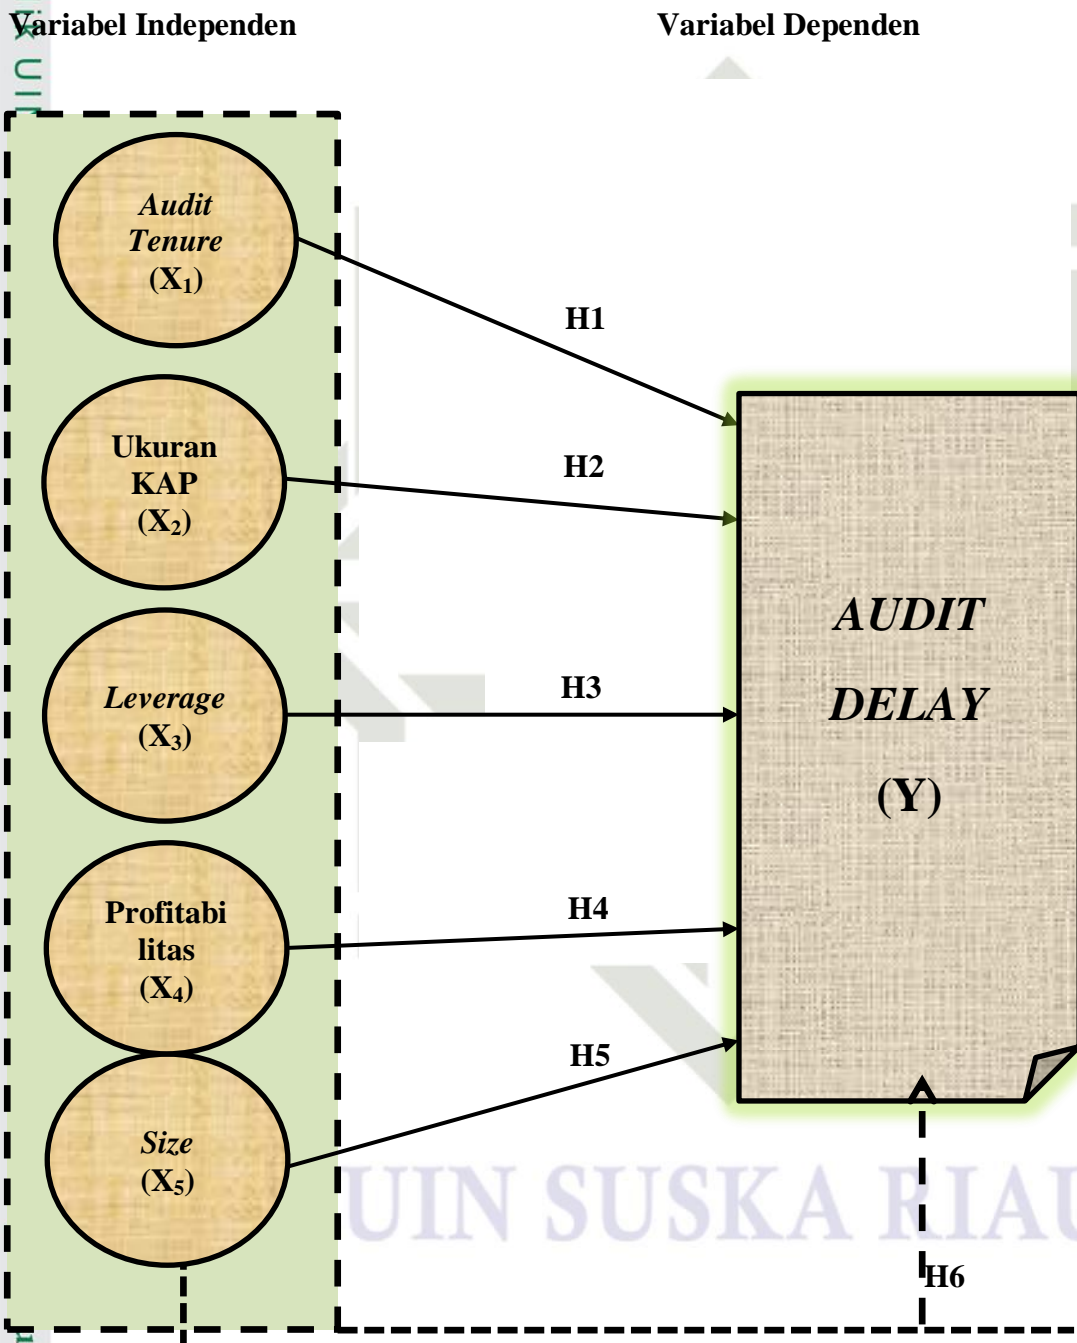 Variabel Independen
Variabel Dependen
Audit
Tenure
(X₁)
H1
Ukuran
KAP
(X₂)
H2
Leverage
(X₃)
H3
Profitabi
litas
(X₄)
H4
Size
(X₅)
H5
AUDIT
DELAY
(Y)
H6
UIN SUSKA RIAU